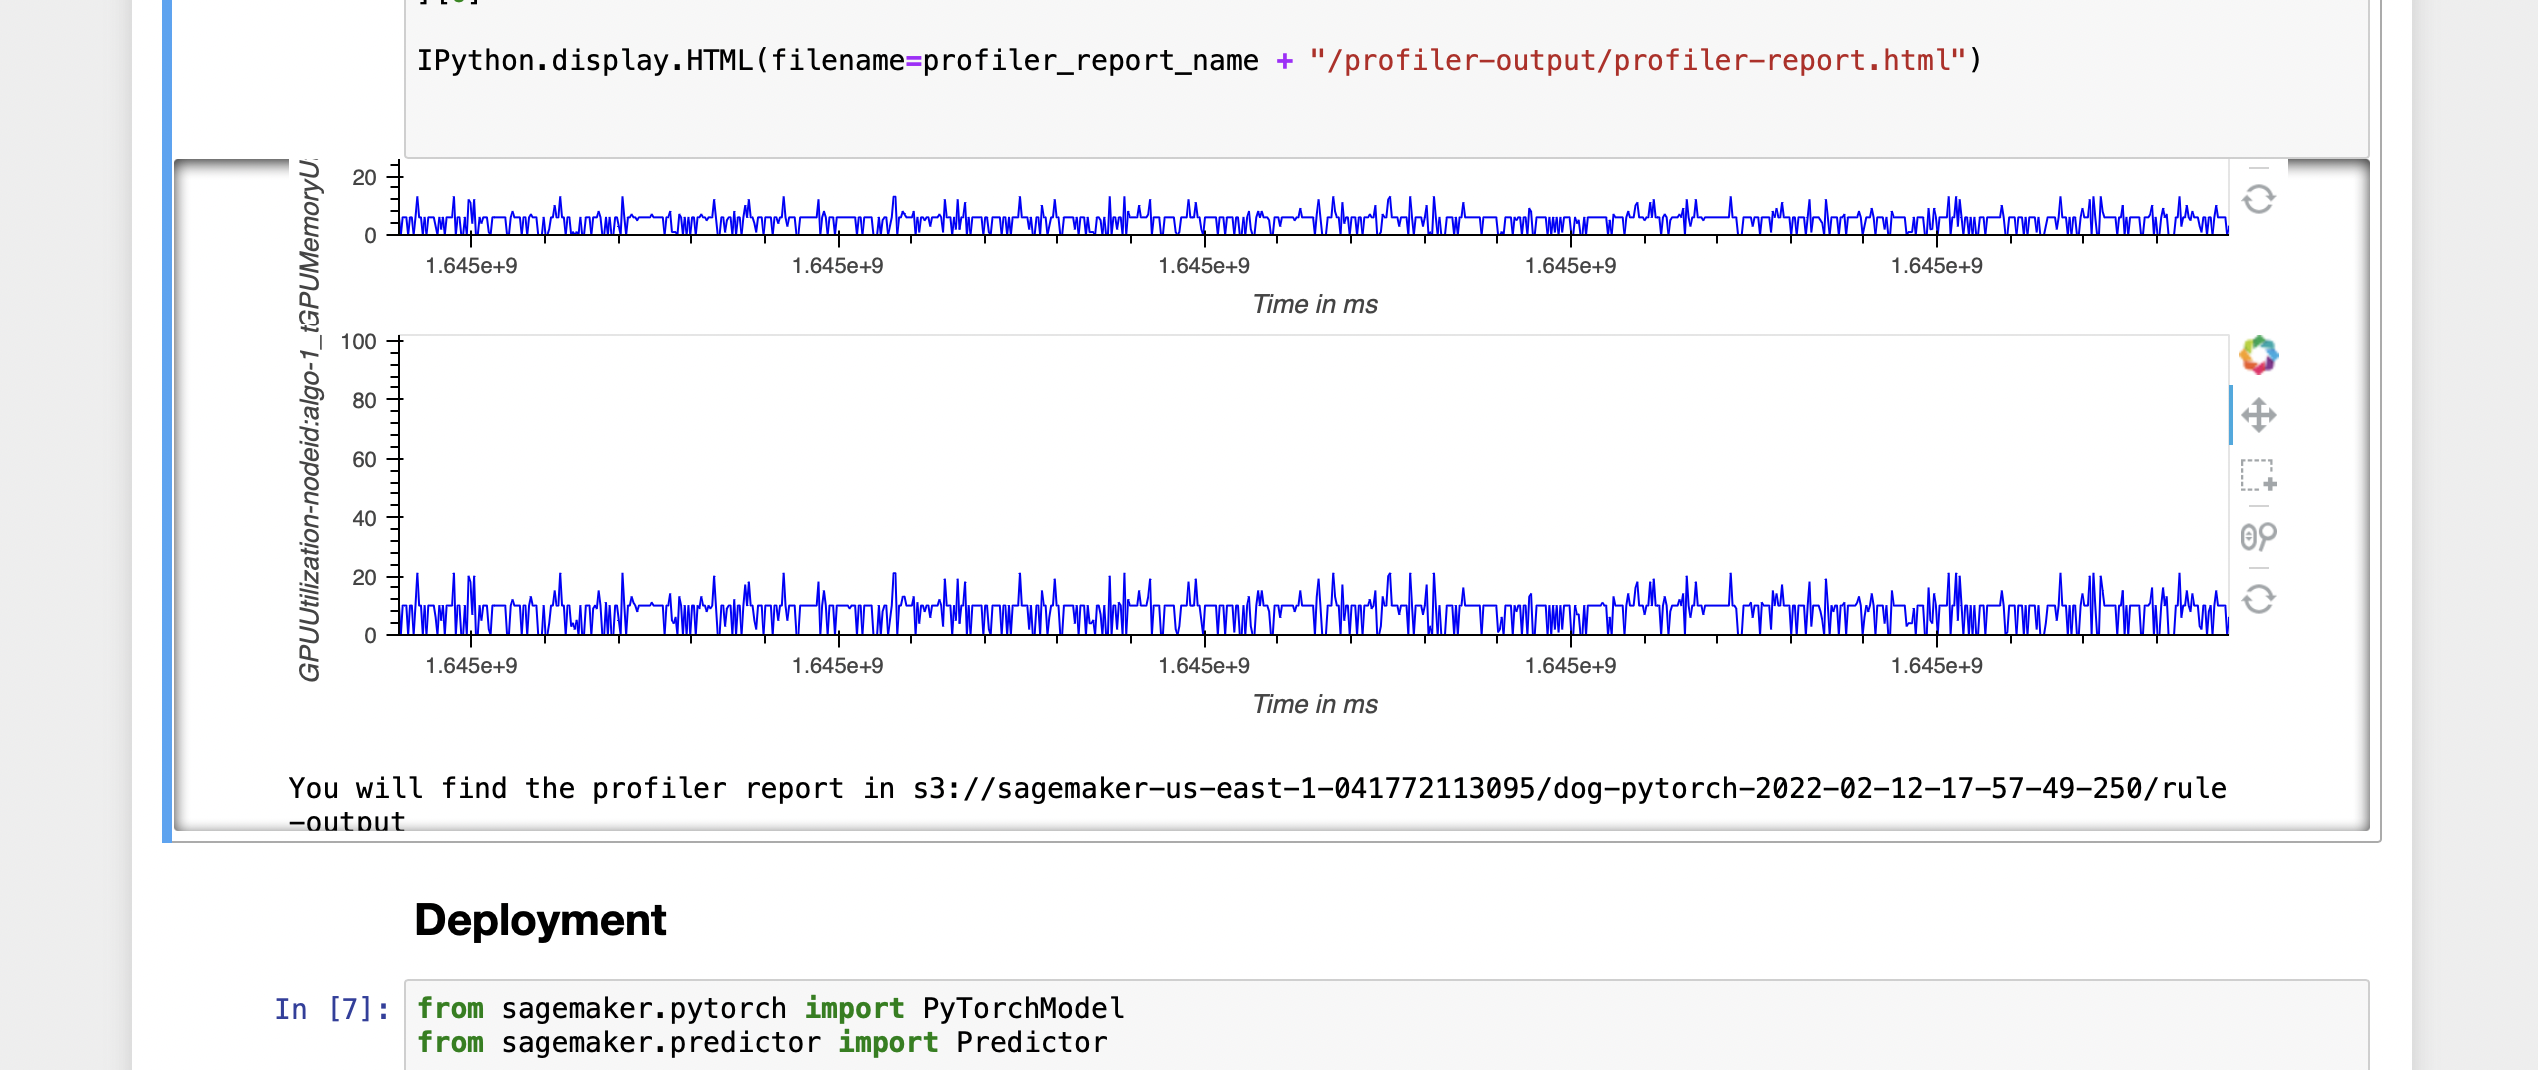 IPython.display.HTML(filename=profiler_report_name + "/profiler-output/profiler-report.html")
GPUMemoryU
20
0
1.645e+9 1.645e+9 1.645e+9 1.645e+9 1.645e+9
Time in ms
GPUUtilization-nodeid:algo-1_t
100
80
60
40
20
0
1.645e+9 1.645e+9 1.645e+9 1.645e+9 1.645e+9
Time in ms
You will find the profiler report in s3://sagemaker-us-east-1-041772113095/dog-pytorch-2022-02-12-17-57-49-250/rule
-output
Deployment
In [7]:
from sagemaker.pytorch import PyTorchModel
from sagemaker.predictor import Predictor